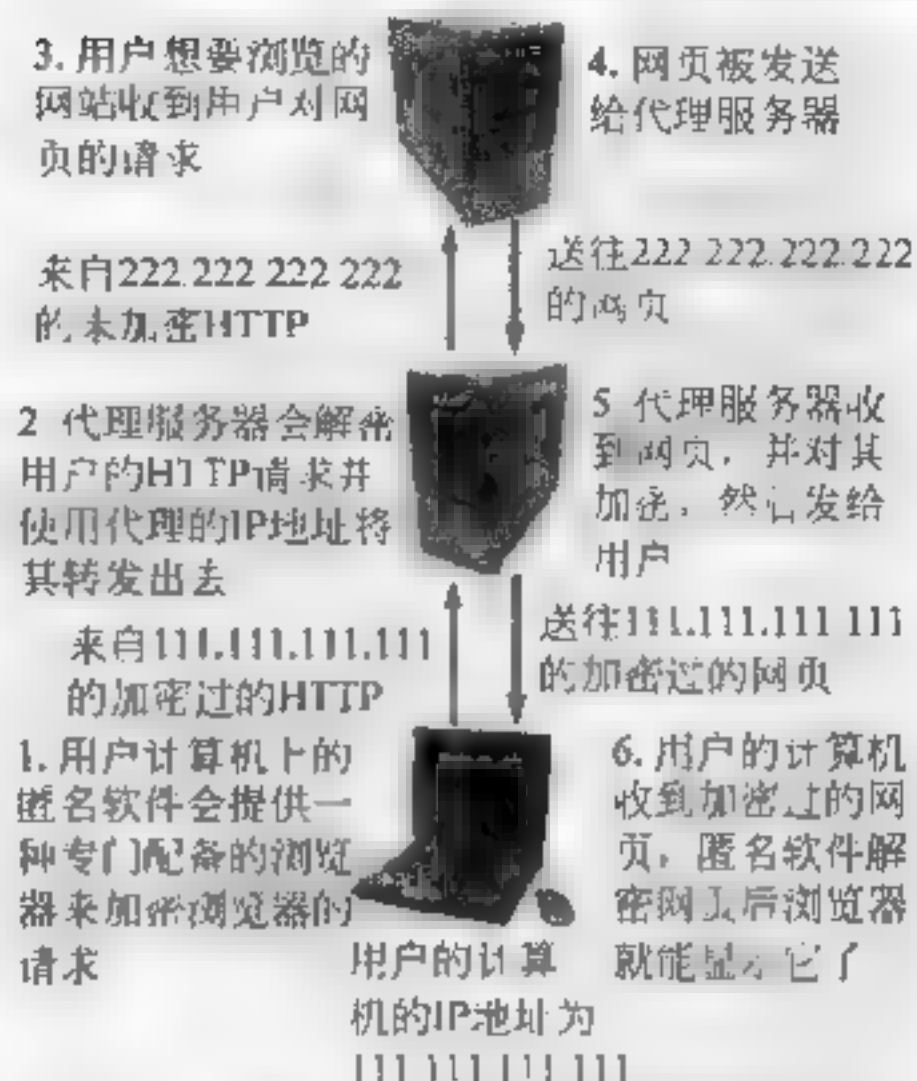 3. 用户想要浏览的
网站收到用户对网
页的请求
4. 网页被发送
给代理服务器
来自222.222.222.222
的未加密HTTP
送往222.222.222.222
的网页
2 代理服务器会解密
用户的HTTP请求并
使用代理的IP地址将
其转发出去
5 代理服务器收
到网页，并对其
加密，然后发给
用户
来自111.111.111.111
的加密过的HTTP
送往111.111.111.111
的加密过的网页
1. 用户计算机上的
匿名软件会提供一
种专门配备的浏览
器来加密浏览器的
请求
6. 用户的计算机
收到加密过的网
页，匿名软件解
密网页后浏览器
就能显示它了
用户的计算
机的IP地址为
111.111.111.111